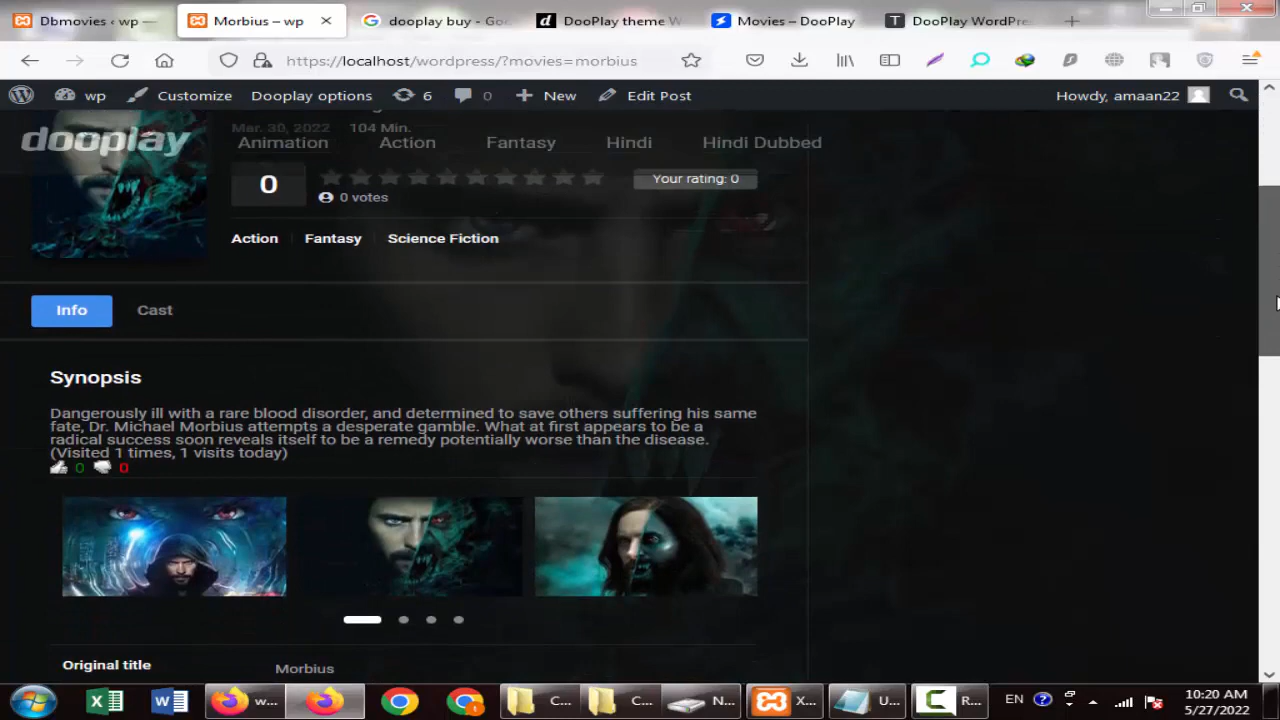 Dbmovies ‹ wp —
Morbius – wp
dooplay buy - Go
DooPlay theme W
Movies – DooPlay
DooPlay WordPre
https://localhost/wordpress/?movies=morbius
wp
Customize
Dooplay options
6
0
New
Edit Post
Howdy, amaan22
dooplay
Mar. 30, 2022
104 Min.
Animation
Action
Fantasy
Hindi
Hindi Dubbed
0
0 votes
Your rating: 0
Action
Fantasy
Science Fiction
Info
Cast
Synopsis
Dangerously ill with a rare blood disorder, and determined to save others suffering his same
fate, Dr. Michael Morbius attempts a desperate gamble. What at first appears to be a
radical success soon reveals itself to be a remedy potentially worse than the disease.
(Visited 1 times, 1 visits today)
0 0
Original title
Morbius
w...
C...
C...
N...
X...
U...
R...
EN
10:20 AM
5/27/2022